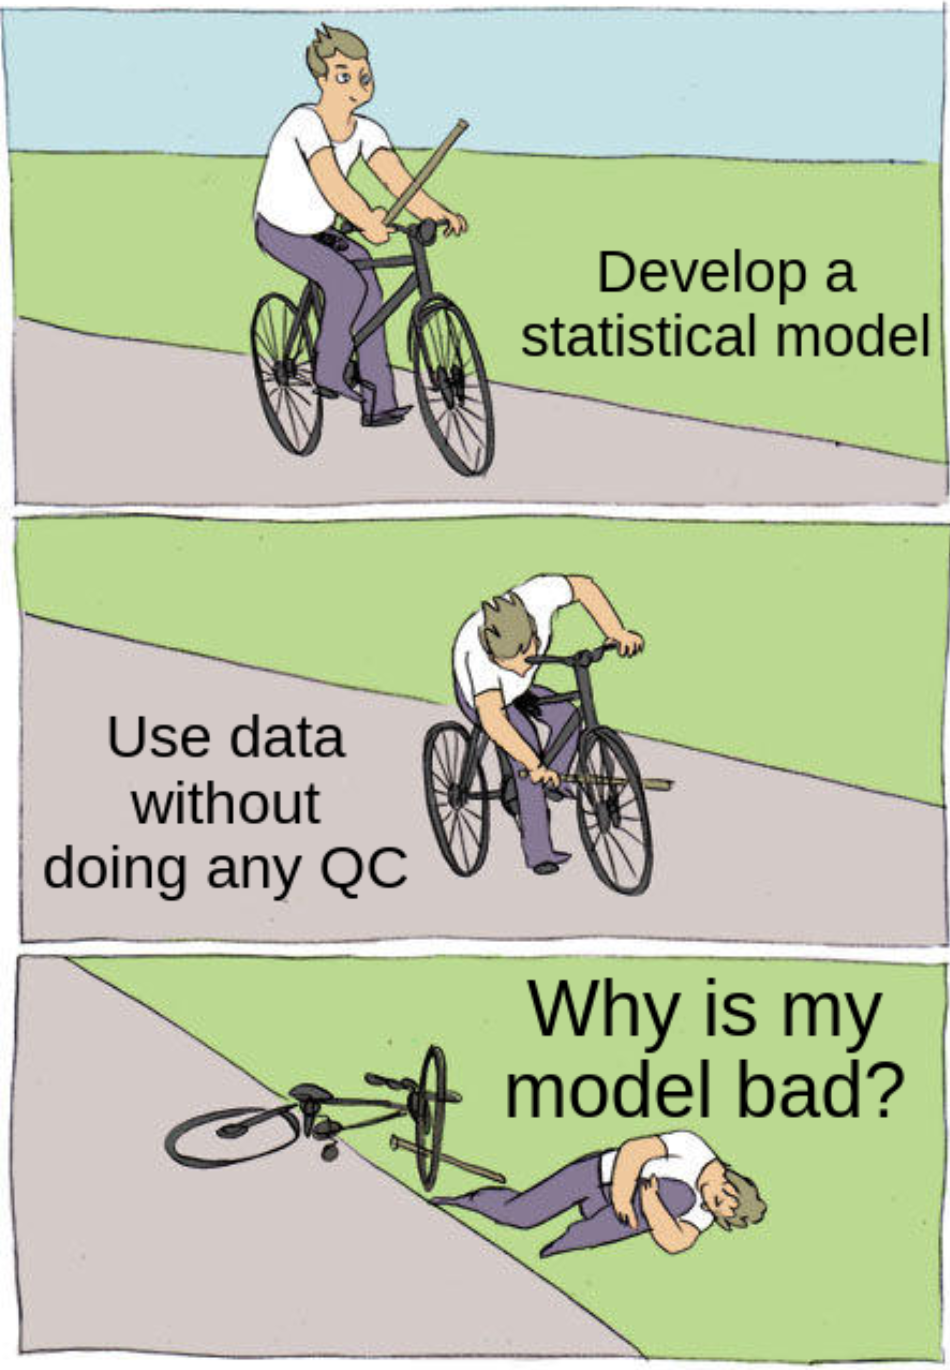 Develop a
statistical model
Use data
without
doing any QC
Why is my
model bad?